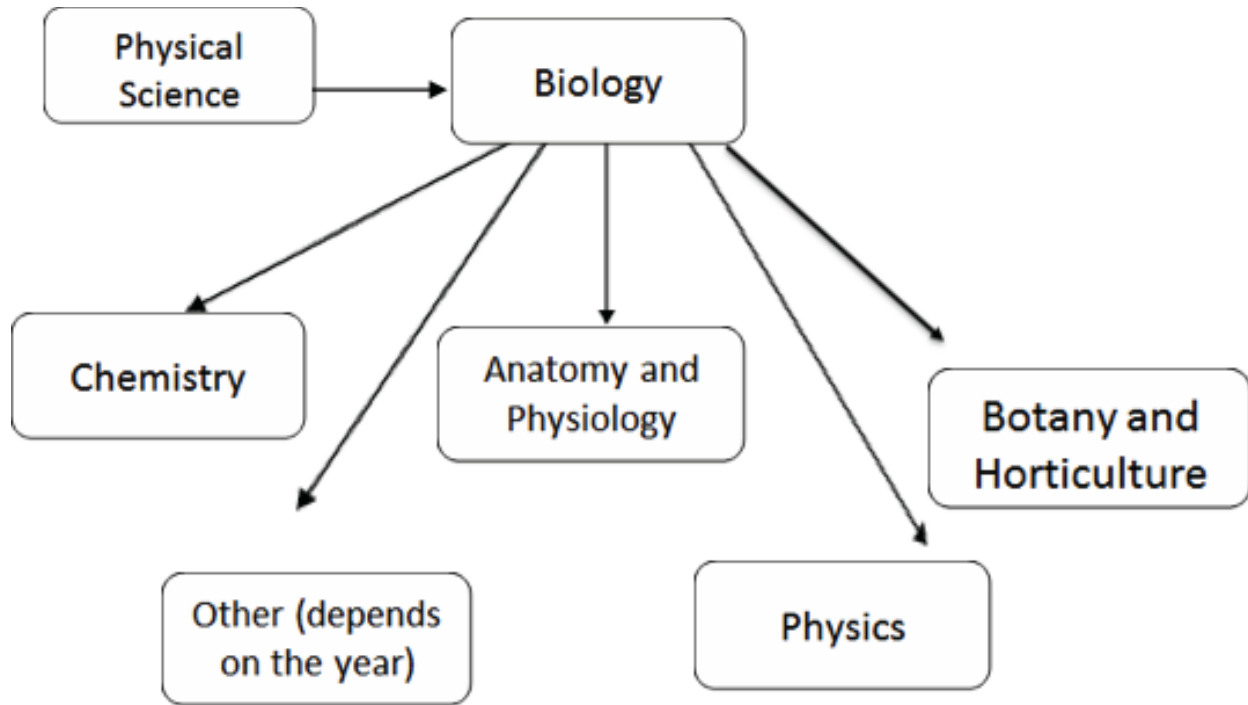 Physical
Science
Biology
Chemistry
Anatomy and
Physiology
Botany and
Horticulture
Other (depends
on the year)
Physics